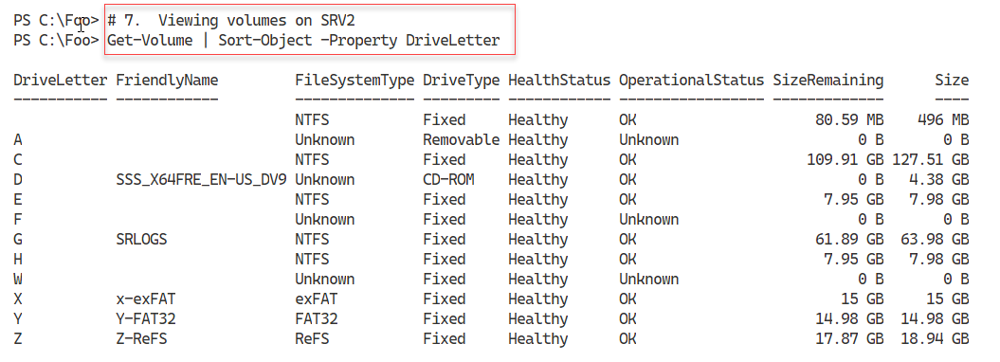 PS C:\Foo> # 7.  Viewing volumes on SRV2
PS C:\Foo> Get-Volume | Sort-Object -Property DriveLetter
DriveLetter FriendlyName         FileSystemType DriveType HealthStatus OperationalStatus SizeRemaining      Size
----------- ------------         -------------- --------- ------------ ----------------- -------------      ----
                                 NTFS           Fixed     Healthy      OK                     80.59 MB    496 MB
A                                Unknown        Removable Healthy      Unknown                     0 B       0 B
C                                NTFS           Fixed     Healthy      OK                    109.91 GB 127.51 GB
D           SSS_X64FRE_EN-US_DV9 Unknown        CD-ROM    Healthy      OK                          0 B   4.38 GB
E                                NTFS           Fixed     Healthy      OK                      7.95 GB   7.98 GB
F                                Unknown        Fixed     Healthy      Unknown                     0 B       0 B
G           SRLOGS               NTFS           Fixed     Healthy      OK                     61.89 GB  63.98 GB
H                                NTFS           Fixed     Healthy      OK                      7.95 GB   7.98 GB
W                                Unknown        Fixed     Healthy      Unknown                     0 B       0 B
X           x-exFAT              exFAT          Fixed     Healthy      OK                        15 GB     15 GB
Y           Y-FAT32              FAT32          Fixed     Healthy      OK                     14.98 GB  14.98 GB
Z           Z-ReFS               ReFS           Fixed     Healthy      OK                     17.87 GB  18.94 GB